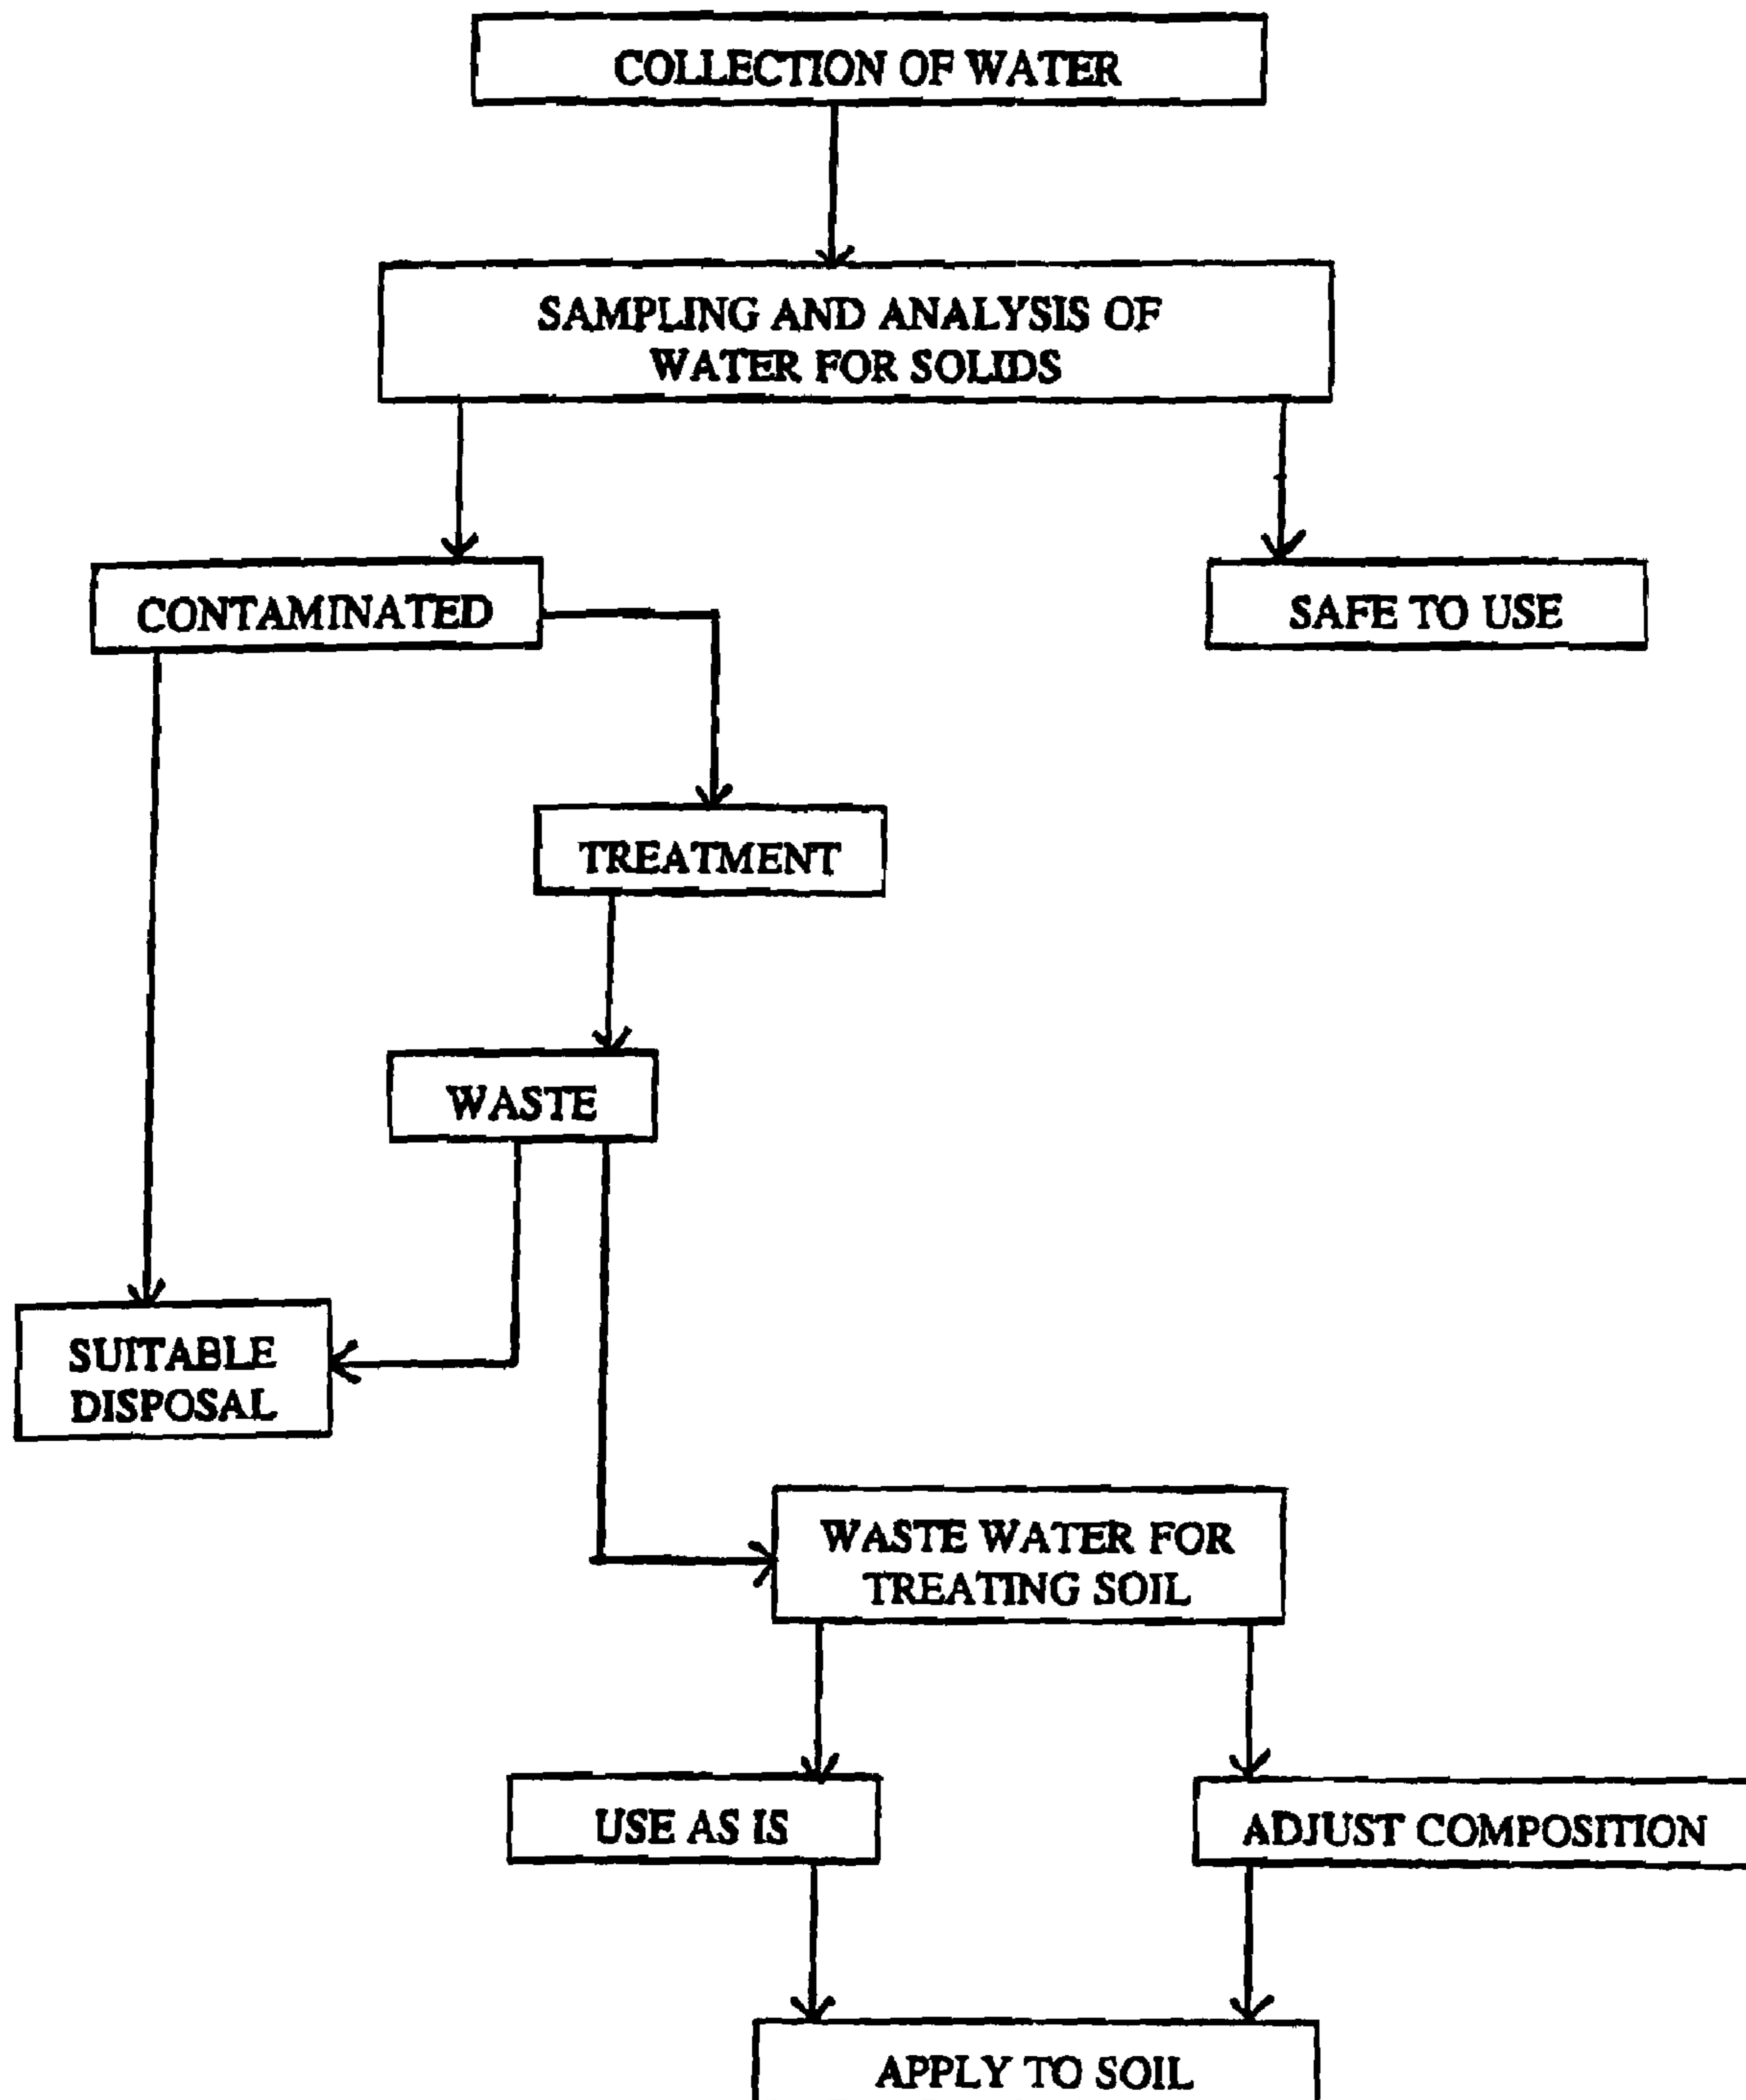 COLLECTION OF WATER
SAMPLING AND ANALYSIS OF
WATER FOR SOLIDS
CONTAMINATED
SAFE TO USE
TREATMENT
WASTE
SUITABLE
DISPOSAL
WASTE WATER FOR
TREATING SOIL
USE AS IS
ADJUST COMPOSITION
APPLY TO SOIL